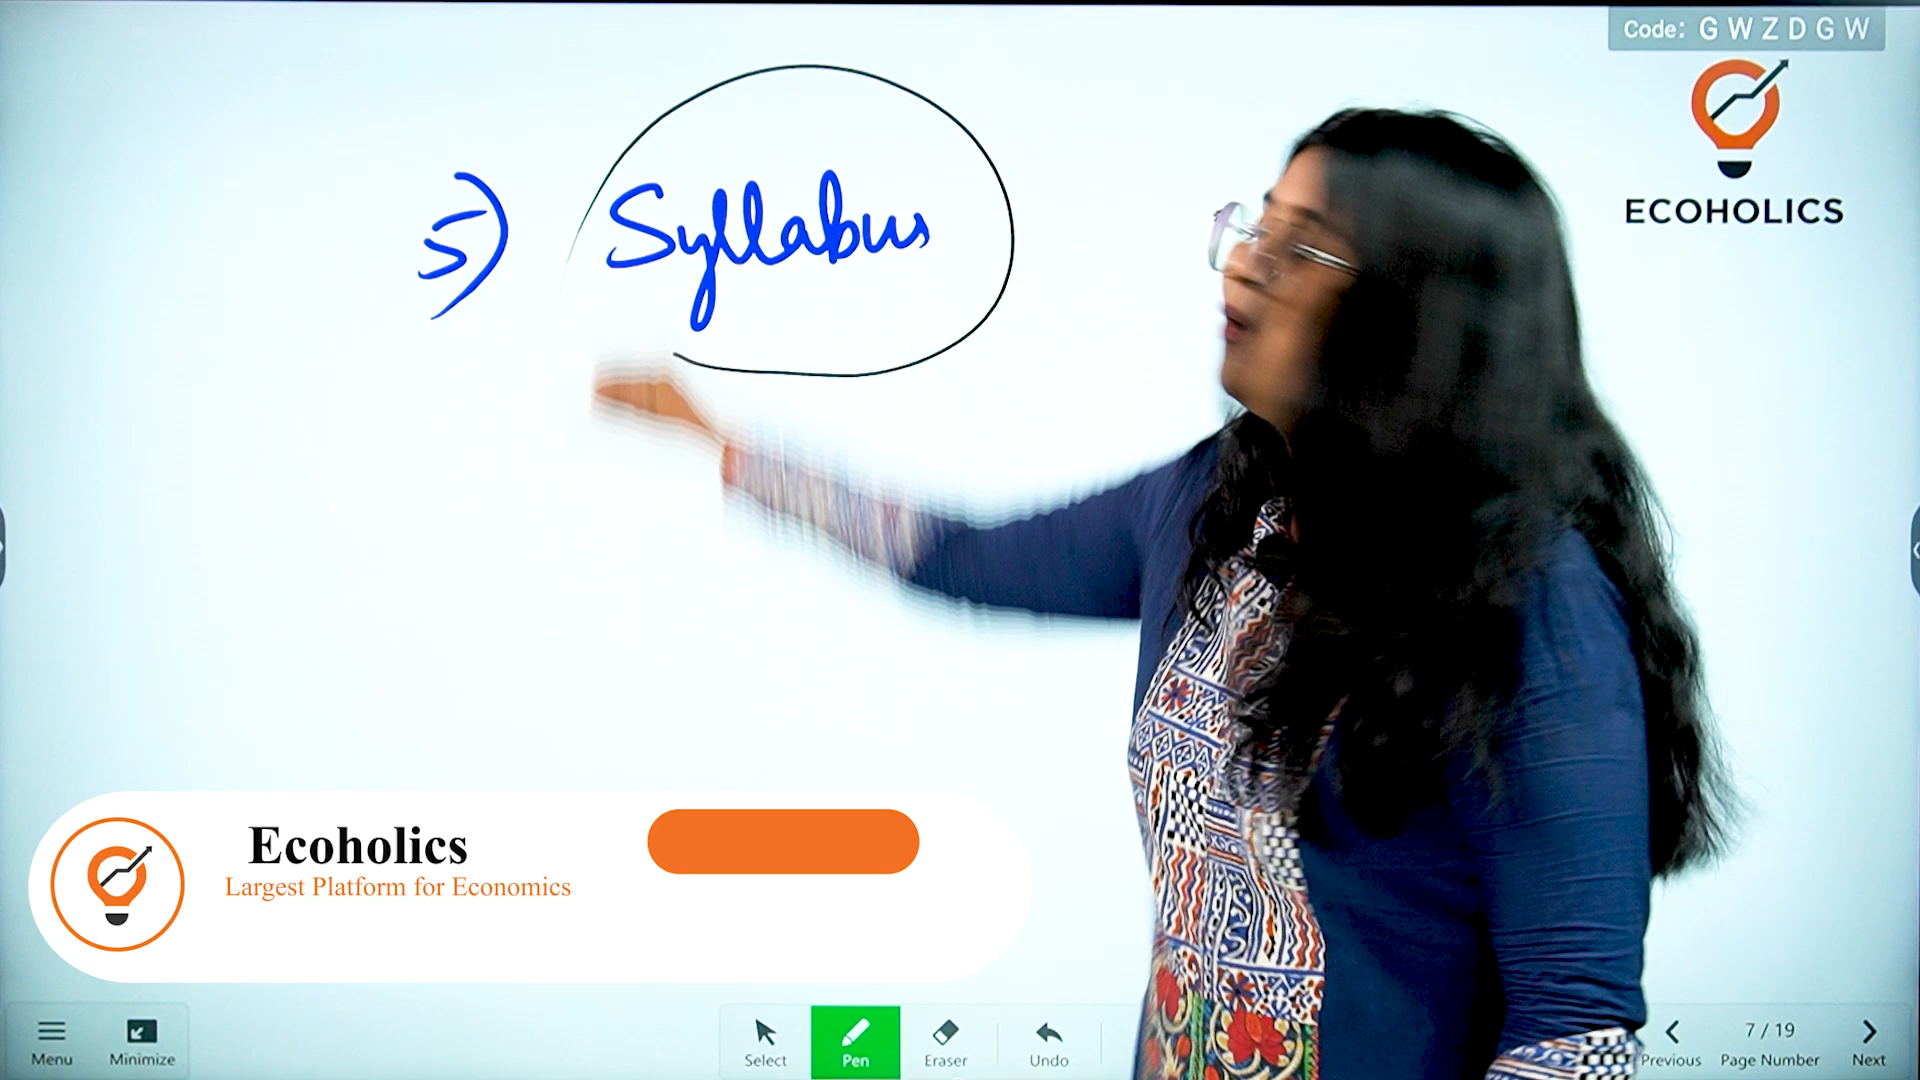 Code: GWZDGW
ECOHOLICS
5) Syllabus
Ecoholics
Largest Platform for Economics
Menu
Minimize
Select
Pen
Eraser
Undo
Previous
7 / 19
Page Number
Next